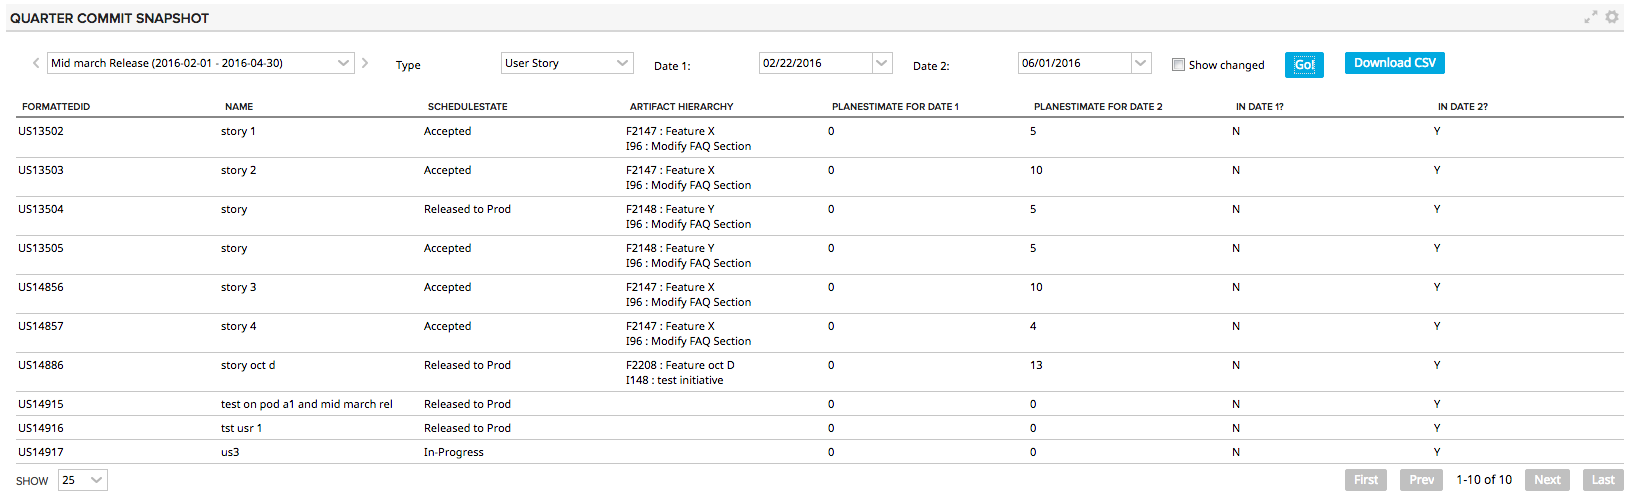 QUARTER COMMIT SNAPSHOT
Mid march Release (2016-02-01 - 2016-04-30) Type User Story Date 1: 02/22/2016 Date 2: 06/01/2016 Show changed Go! Download CSV
FORMATTEDID NAME SCHEDULESTATE ARTIFACT HIERARCHY PLANESTIMATE FOR DATE 1 PLANESTIMATE FOR DATE 2 IN DATE 1? IN DATE 2?
US13502 story 1 Accepted F2147 : Feature X 0 5 N Y
I96 : Modify FAQ Section
US13503 story 2 Accepted F2147 : Feature X 0 10 N Y
I96 : Modify FAQ Section
US13504 story Released to Prod F2148 : Feature Y 0 5 N Y
I96 : Modify FAQ Section
US13505 story Accepted F2148 : Feature Y 0 5 N Y
I96 : Modify FAQ Section
US14856 story 3 Accepted F2147 : Feature X 0 10 N Y
I96 : Modify FAQ Section
US14857 story 4 Accepted F2147 : Feature X 0 4 N Y
I96 : Modify FAQ Section
US14886 story oct d Released to Prod F2208 : Feature oct D 0 13 N Y
I148 : test initiative
US14915 test on pod a1 and mid march rel Released to Prod 0 0 N Y
US14916 tst usr 1 Released to Prod 0 0 N Y
US14917 us3 In-Progress 0 0 N Y
SHOW 25 First Prev 1-10 of 10 Next Last